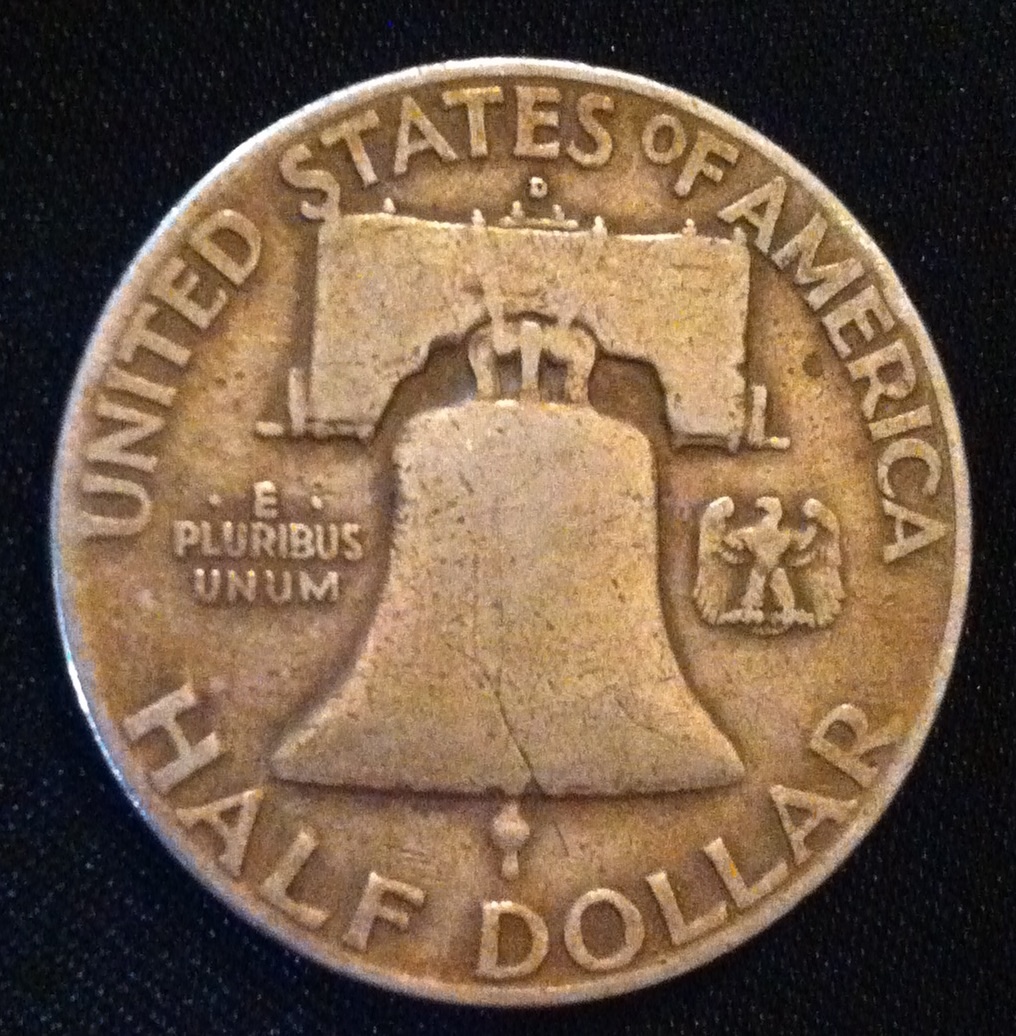 UNITED STATES OF AMERICA
D
· E ·
PLURIBUS
UNUM
HALF DOLLAR